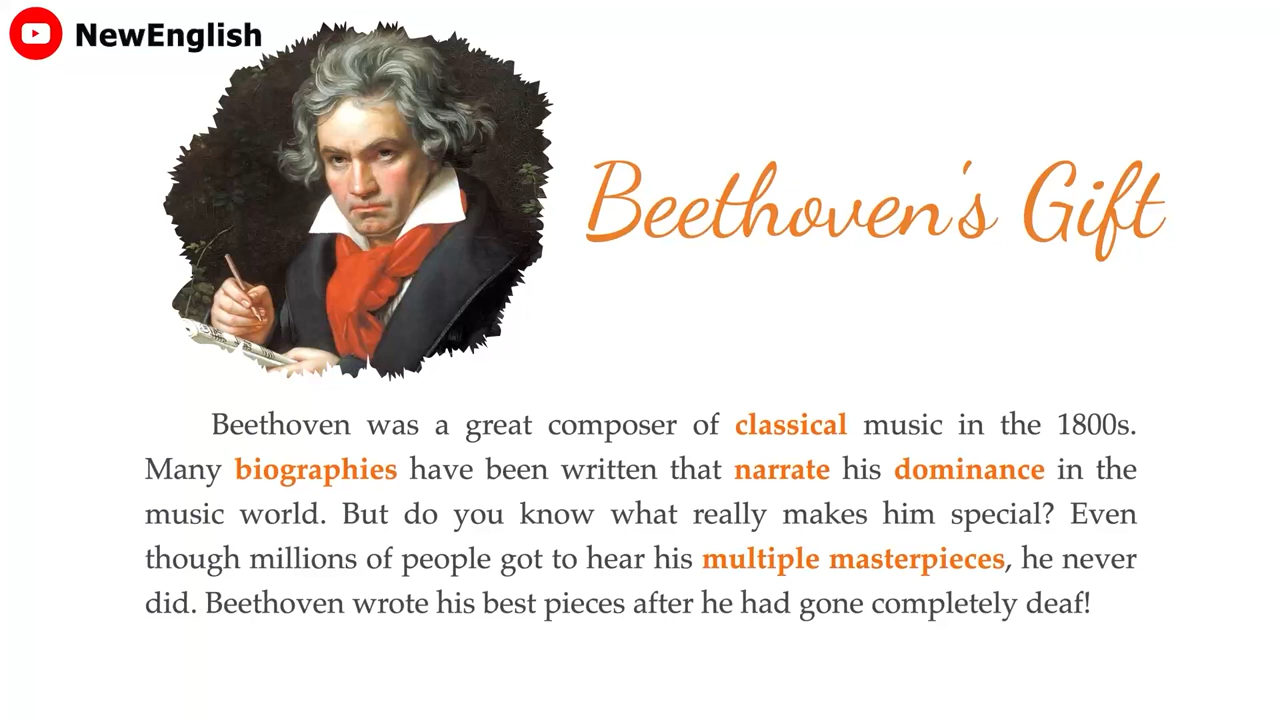 NewEnglish
Beethoven's Gift
Beethoven was a great composer of classical music in the 1800s.
Many biographies have been written that narrate his dominance in the
music world. But do you know what really makes him special? Even
though millions of people got to hear his multiple masterpieces, he never
did. Beethoven wrote his best pieces after he had gone completely deaf!